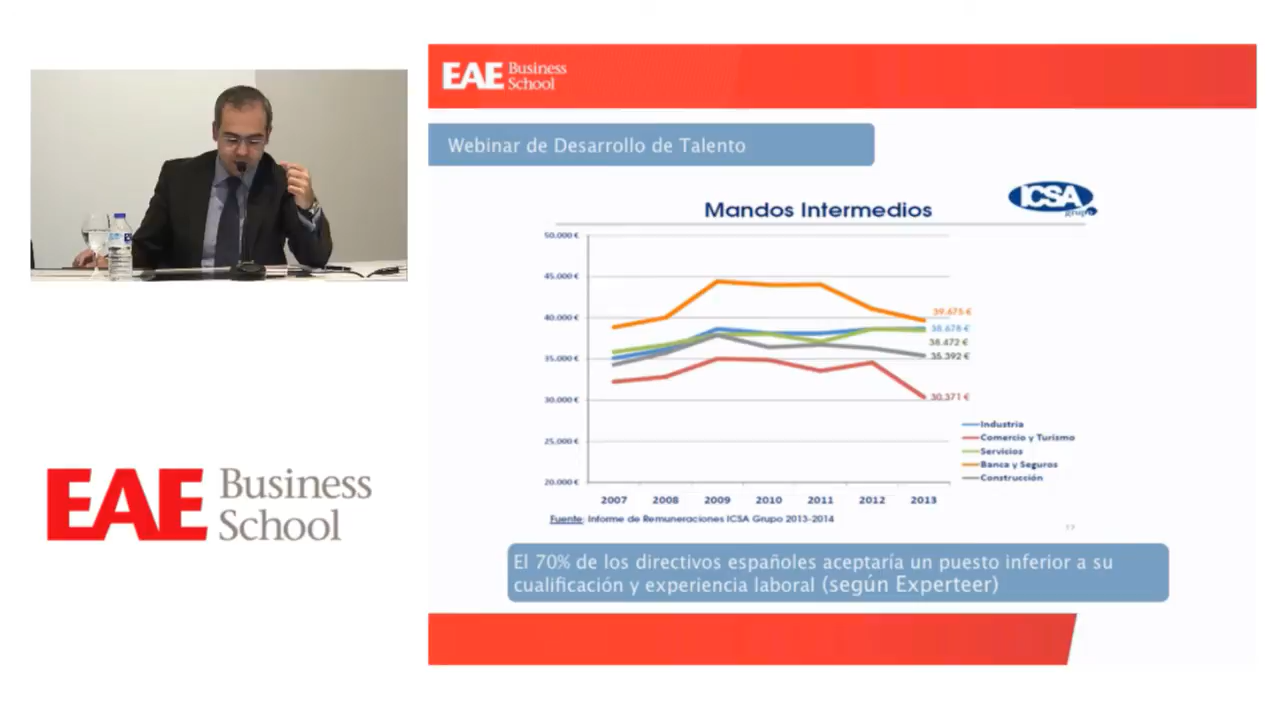 EAE Business School
Webinar de Desarrollo de Talento
Mandos Intermedios
ICSA
grupo
50.000 €
45.000 €
40.000 €
35.000 €
30.000 €
25.000 €
20.000 €
39.675 €
38.678 €
38.472 €
35.392 €
30.371 €
Industria
Comercio y Turismo
Servicios
Banca y Seguros
Construcción
2007 2008 2009 2010 2011 2012 2013
Fuente: Informe de Remuneraciones ICSA Grupo 2013-2014
17
El 70% de los directivos españoles aceptaría un puesto inferior a su
cualificación y experiencia laboral (según Experteer)
EAE Business
School